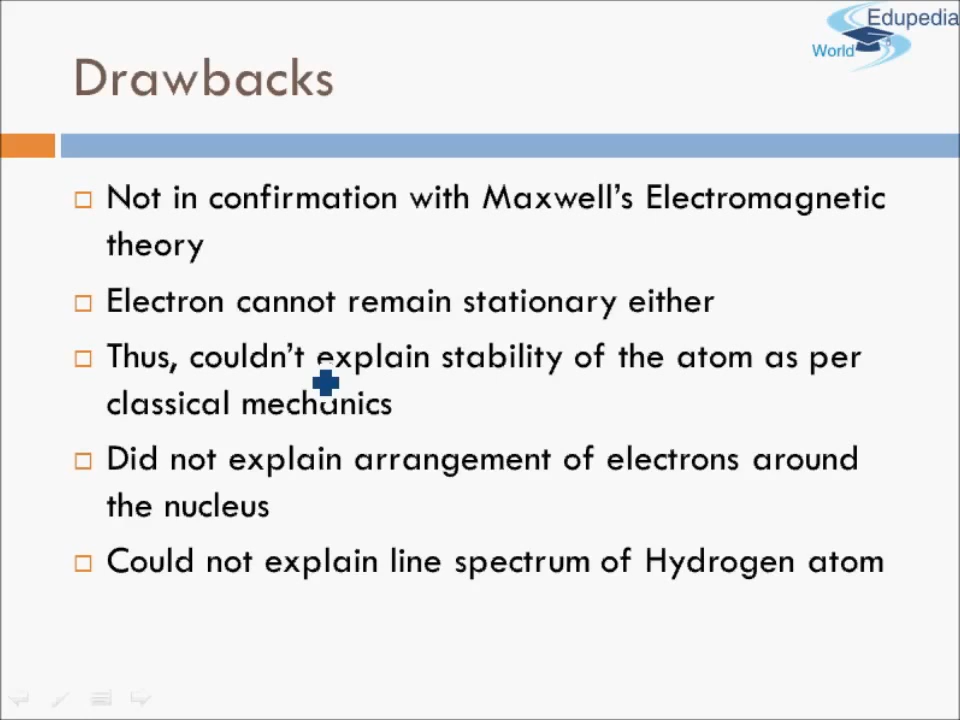 Edupedia
World
Drawbacks
Not in confirmation with Maxwell's Electromagnetic
theory
Electron cannot remain stationary either
Thus, couldn't explain stability of the atom as per
classical mechanics
Did not explain arrangement of electrons around
the nucleus
Could not explain line spectrum of Hydrogen atom